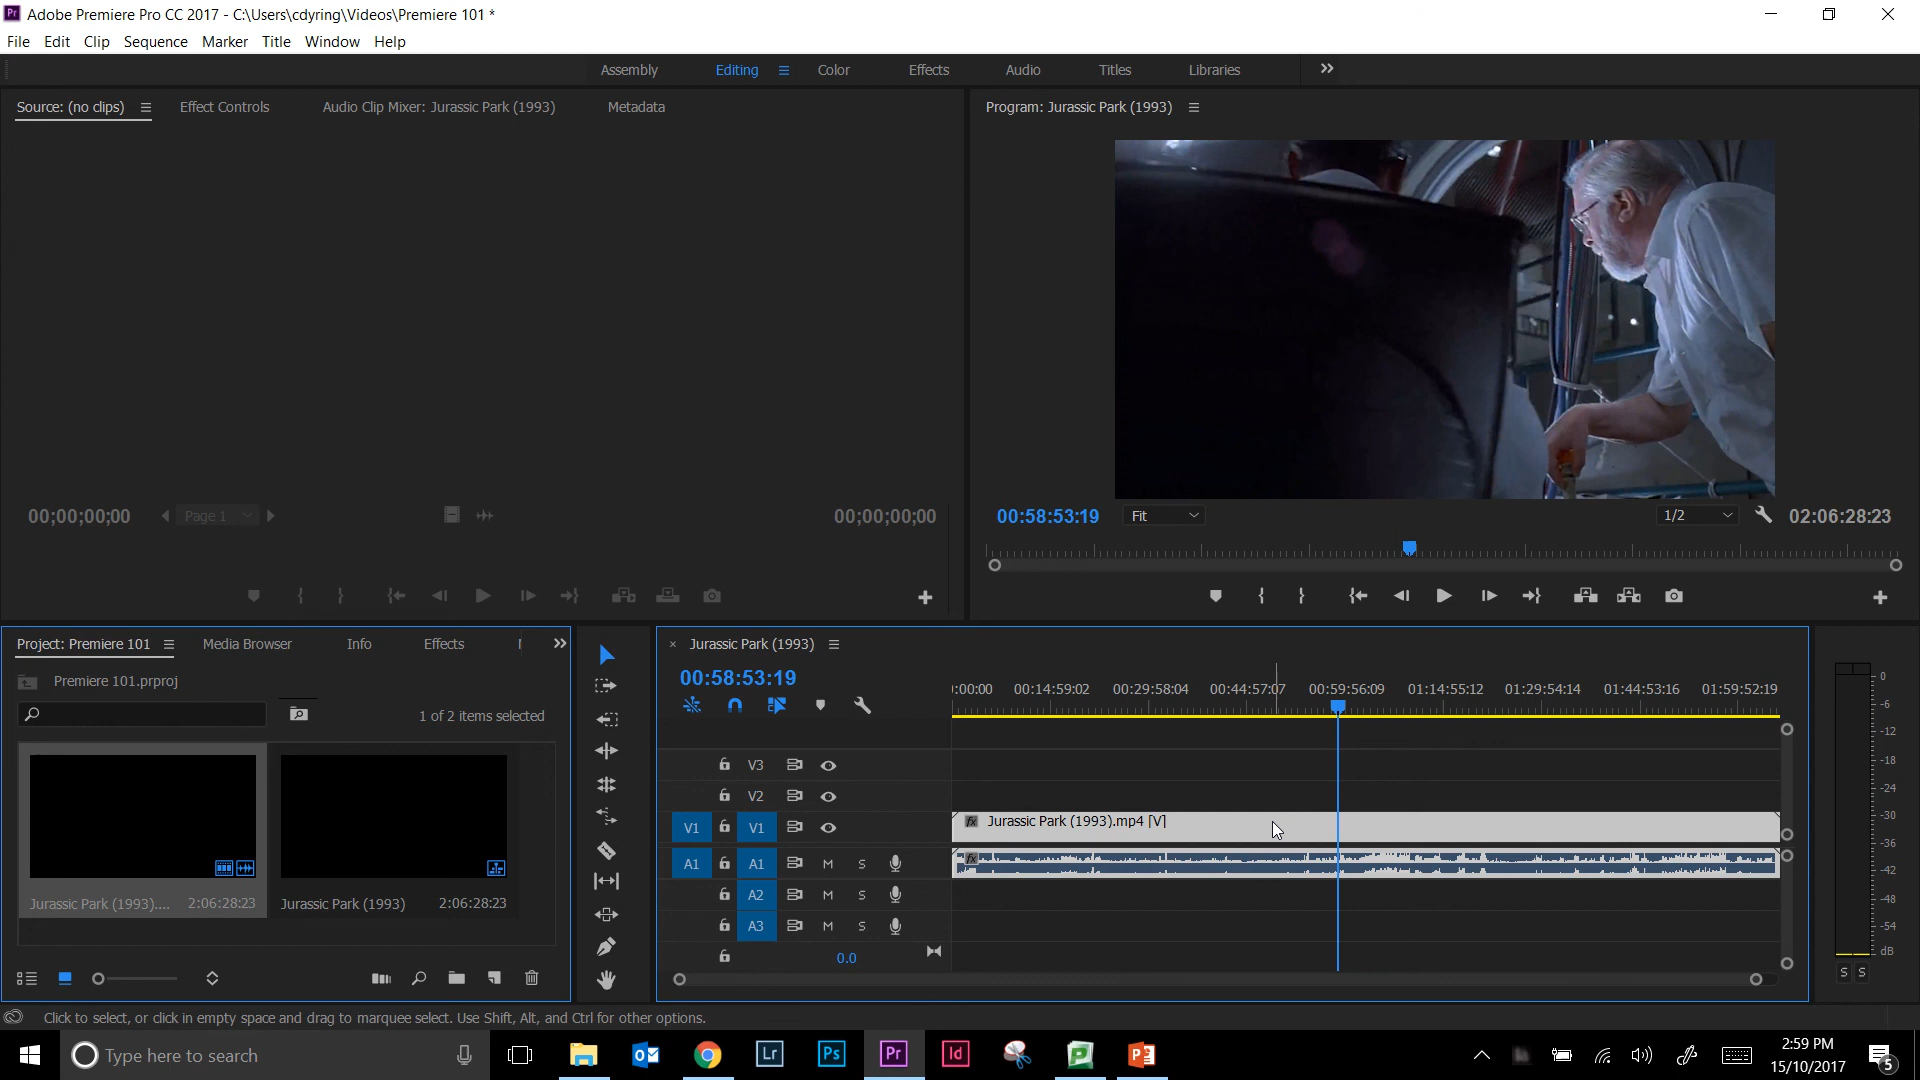 Adobe Premiere Pro CC 2017 - C:\Users\cdyring\Videos\Premiere 101 *
File Edit Clip Sequence Marker Title Window Help
Assembly Editing Color Effects Audio Titles Libraries
Source: (no clips) Effect Controls Audio Clip Mixer: Jurassic Park (1993) Metadata
Program: Jurassic Park (1993)
00;00;00;00 Page 1 00;00;00;00
00:58:53:19 Fit 1/2 02:06:28:23
Project: Premiere 101 Media Browser Info Effects
Premiere 101.prproj
1 of 2 items selected
Jurassic Park (1993).... 2:06:28:23 Jurassic Park (1993) 2:06:28:23
× Jurassic Park (1993)
00:58:53:19
:00:00 00:14:59:02 00:29:58:04 00:44:57:07 00:59:56:09 01:14:55:12 01:29:54:14 01:44:53:16 01:59:52:19
V3
V2
V1 V1 fx Jurassic Park (1993).mp4 [V]
A1 A1 M S fx
A2 M S
A3 M S
0.0
0
-6
-12
-18
-24
-30
-36
-42
-48
-54
dB
S S
Click to select, or click in empty space and drag to marquee select. Use Shift, Alt, and Ctrl for other options.
Type here to search
Lr Ps Pr Id
2:59 PM
15/10/2017
5